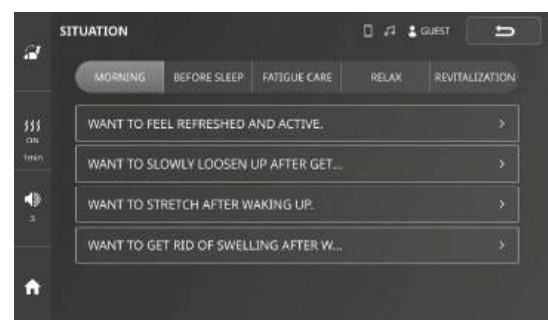 SITUATION
GUEST
MORNING BEFORE SLEEP FATIGUE CARE RELAX REVITALIZATION
WANT TO FEEL REFRESHED AND ACTIVE.
ON
1min
WANT TO SLOWLY LOOSEN UP AFTER GET...
WANT TO STRETCH AFTER WAKING UP.
3
WANT TO GET RID OF SWELLING AFTER W...